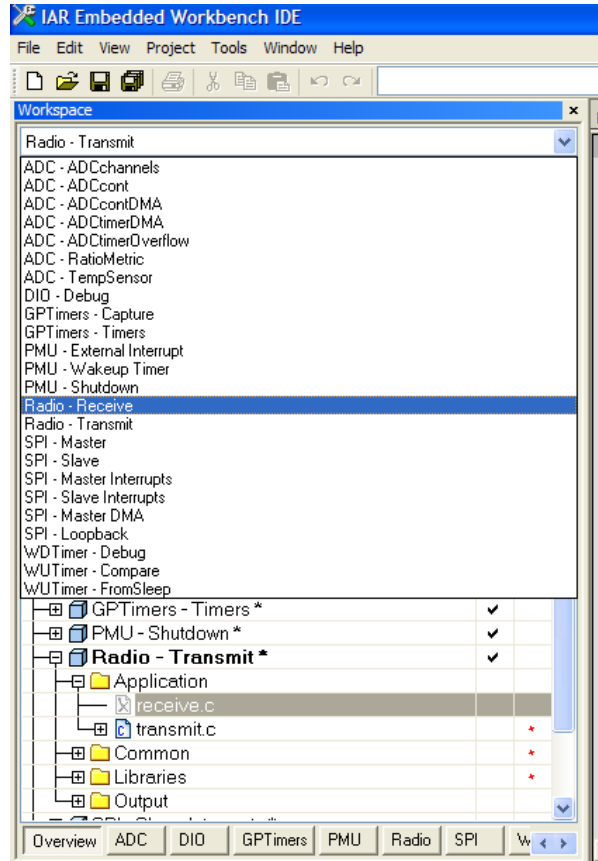 IAR Embedded Workbench IDE
File Edit View Project Tools Window Help
Workspace
Radio - Transmit
ADC - ADCchannels
ADC - ADCcont
ADC - ADCcontDMA
ADC - ADCtimerDMA
ADC - ADCtimerOverflow
ADC - RatioMetric
ADC - TempSensor
DIO - Debug
GPTimers - Capture
GPTimers - Timers
PMU - External Interrupt
PMU - Wakeup Timer
PMU - Shutdown
Radio - Receive
Radio - Transmit
SPI - Master
SPI - Slave
SPI - Master Interrupts
SPI - Slave Interrupts
SPI - Master DMA
SPI - Loopback
WDTimer - Debug
WUTimer - Compare
WUTimer - FromSleep
GPTimers - Timers *
PMU - Shutdown *
Radio - Transmit *
Application
receive.c
transmit.c
Common
Libraries
Output
Overview ADC DIO GPTimers PMU Radio SPI